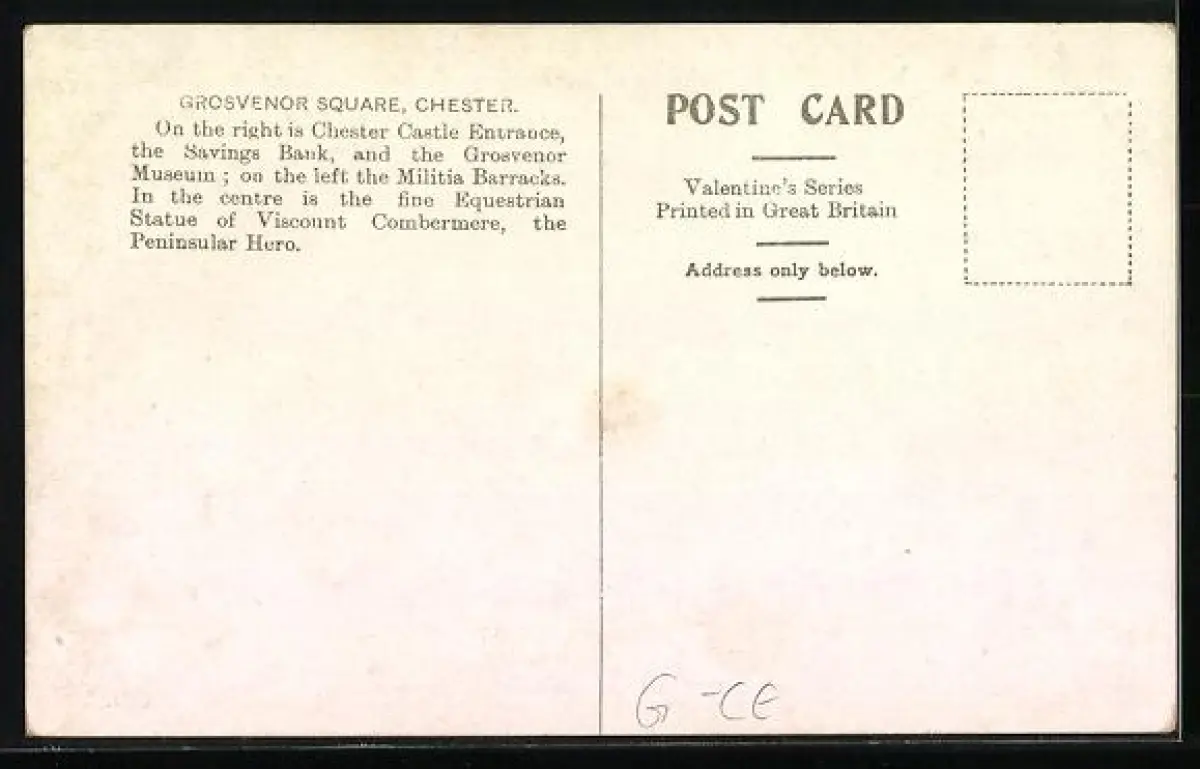 GROSVENOR SQUARE, CHESTER.
On the right is Chester Castle Entrance,
the Savings Bank, and the Grosvenor
Museum ; on the left the Militia Barracks.
In the centre is the fine Equestrian
Statue of Viscount Combermere, the
Peninsular Hero.
POST CARD
Valentine's Series
Printed in Great Britain
Address only below.
G -CE